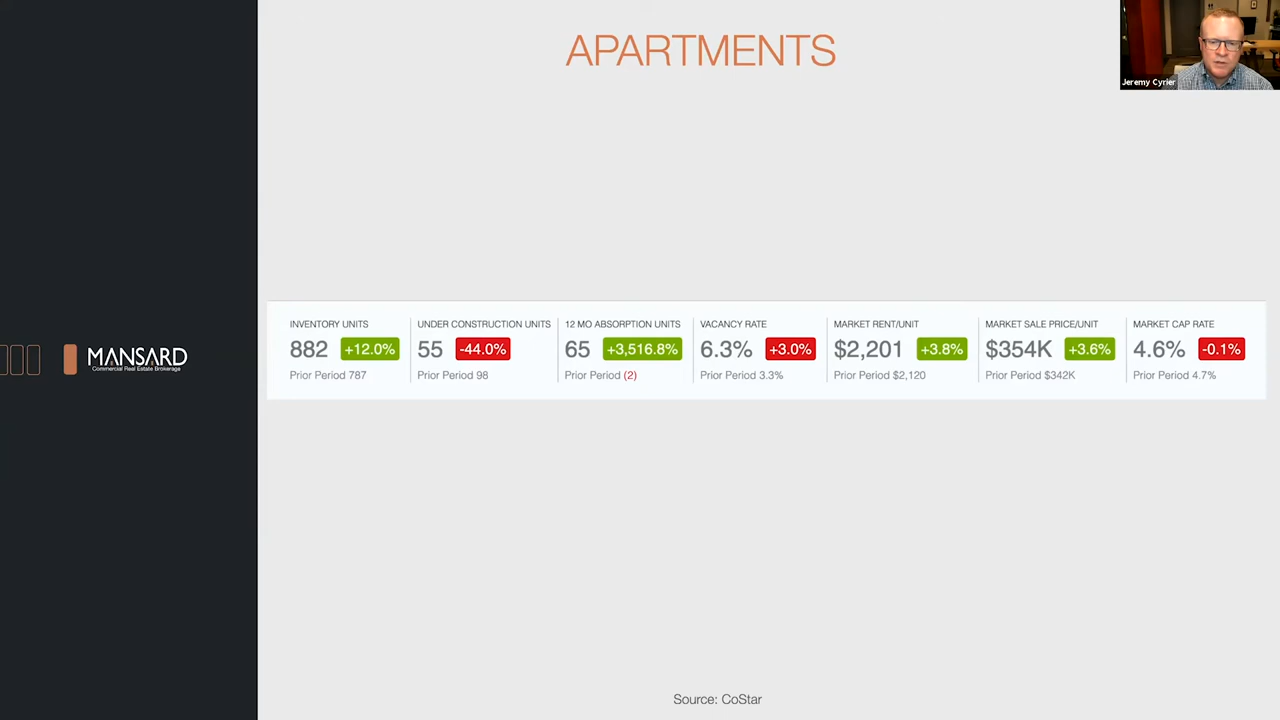 APARTMENTS
Jeremy Cyrier
INVENTORY UNITS
882 +12.0%
Prior Period 787
UNDER CONSTRUCTION UNITS
55 -44.0%
Prior Period 98
12 MO ABSORPTION UNITS
65 +3,516.8%
Prior Period (2)
VACANCY RATE
6.3% +3.0%
Prior Period 3.3%
MARKET RENT/UNIT
$2,201 +3.8%
Prior Period $2,120
MARKET SALE PRICE/UNIT
$354K +3.6%
Prior Period $342K
MARKET CAP RATE
4.6% -0.1%
Prior Period 4.7%
MANSARD
Commercial Real Estate Brokerage
Source: CoStar